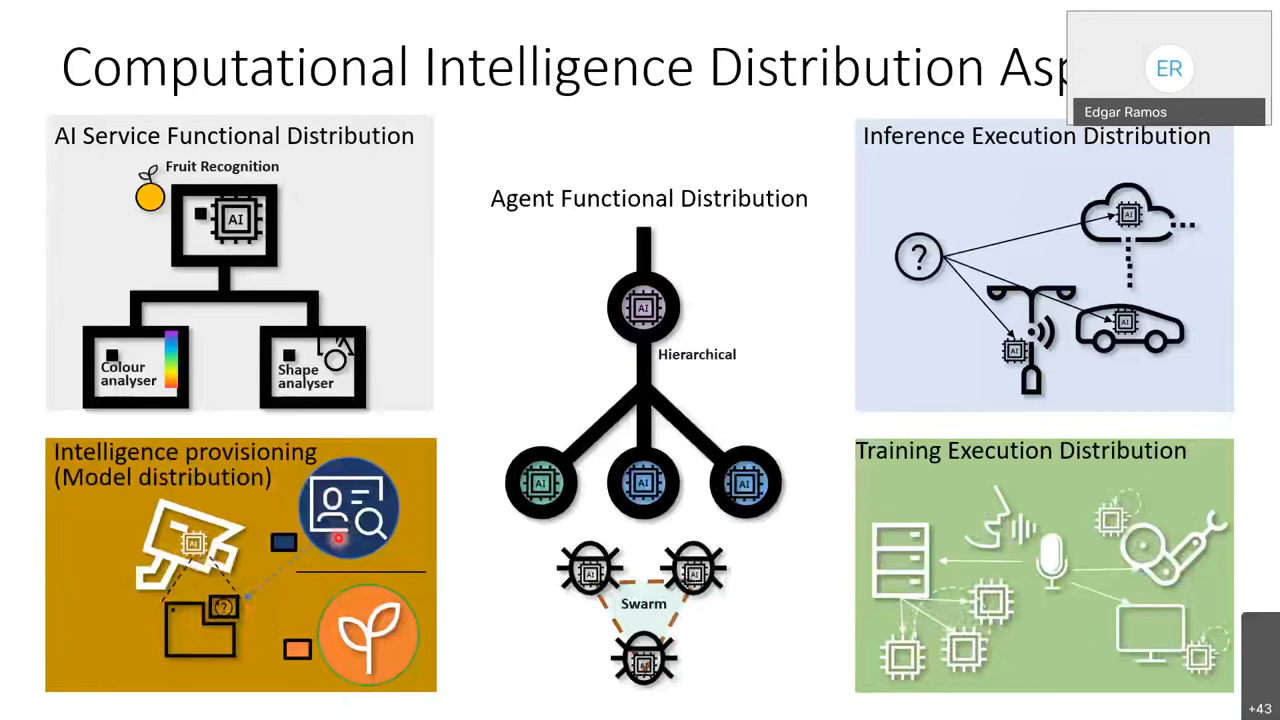 Computational Intelligence Distribution Asp
ER
Edgar Ramos
AI Service Functional Distribution
Fruit Recognition
AI
Colour
analyser
Shape
analyser
Agent Functional Distribution
AI
Hierarchical
AI
AI
AI
AI
AI
Swarm
AI
Inference Execution Distribution
AI
?
AI
AI
Intelligence provisioning
(Model distribution)
AI
?
Training Execution Distribution
+43